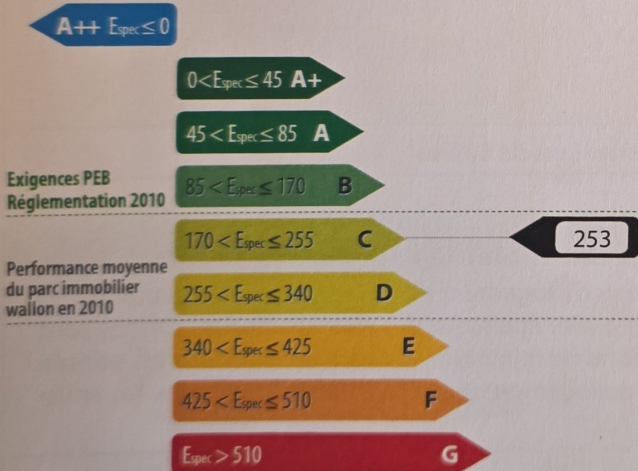 A++ Espec ≤ 0
0 < Espec ≤ 45 A+
45 < Espec ≤ 85 A
Exigences PEB
Réglementation 2010
85 < Espec ≤ 170 B
170 < Espec ≤ 255 C
253
Performance moyenne
du parc immobilier
wallon en 2010
255 < Espec ≤ 340 D
340 < Espec ≤ 425 E
425 < Espec ≤ 510 F
Espec > 510 G